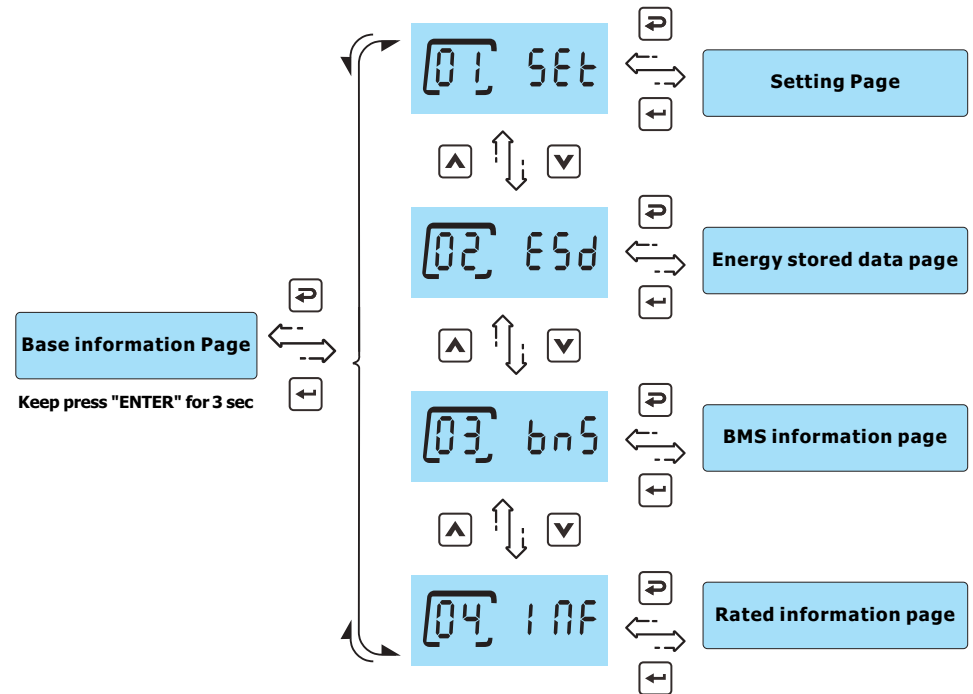 01 SEt
Setting Page
02 ESd
Energy stored data page
Base information Page
Keep press "ENTER" for 3 sec
03 bnS
BMS information page
04 INF
Rated information page